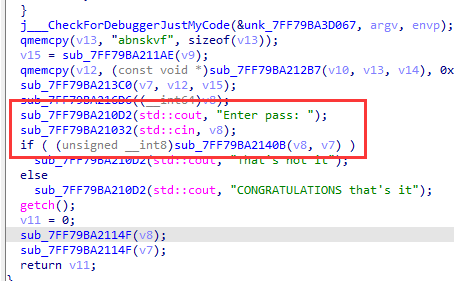 }
j___CheckForDebuggerJustMyCode(&unk_7FF79BA3D067, argv, envp);
qmemcpy(v13, "abnskvf", sizeof(v13));
v15 = sub_7FF79BA211AE(v9);
qmemcpy(v12, (const void *)sub_7FF79BA212B7(v10, v13, v14), 0x
sub_7FF79BA213C0(v7, v12, v15);
sub_7FF79BA216D6((__int64)v8);
sub_7FF79BA210D2(std::cout, "Enter pass: ");
sub_7FF79BA21032(std::cin, v8);
if ( (unsigned __int8)sub_7FF79BA2140B(v8, v7) )
sub_7FF79BA210D2(std::cout, "That's not it");
else
sub_7FF79BA210D2(std::cout, "CONGRATULATIONS that's it");
getch();
v11 = 0;
sub_7FF79BA2114F(v8);
sub_7FF79BA2114F(v7);
return v11;
}